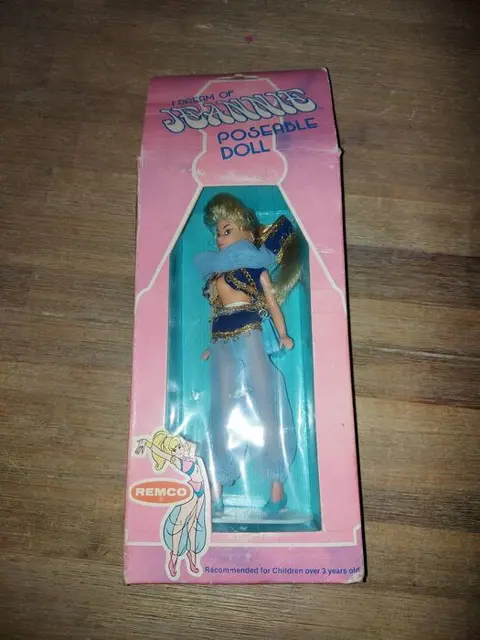 I DREAM OF
JEANNIE
POSEABLE
DOLL
REMCO
Recommended for Children over 3 years old